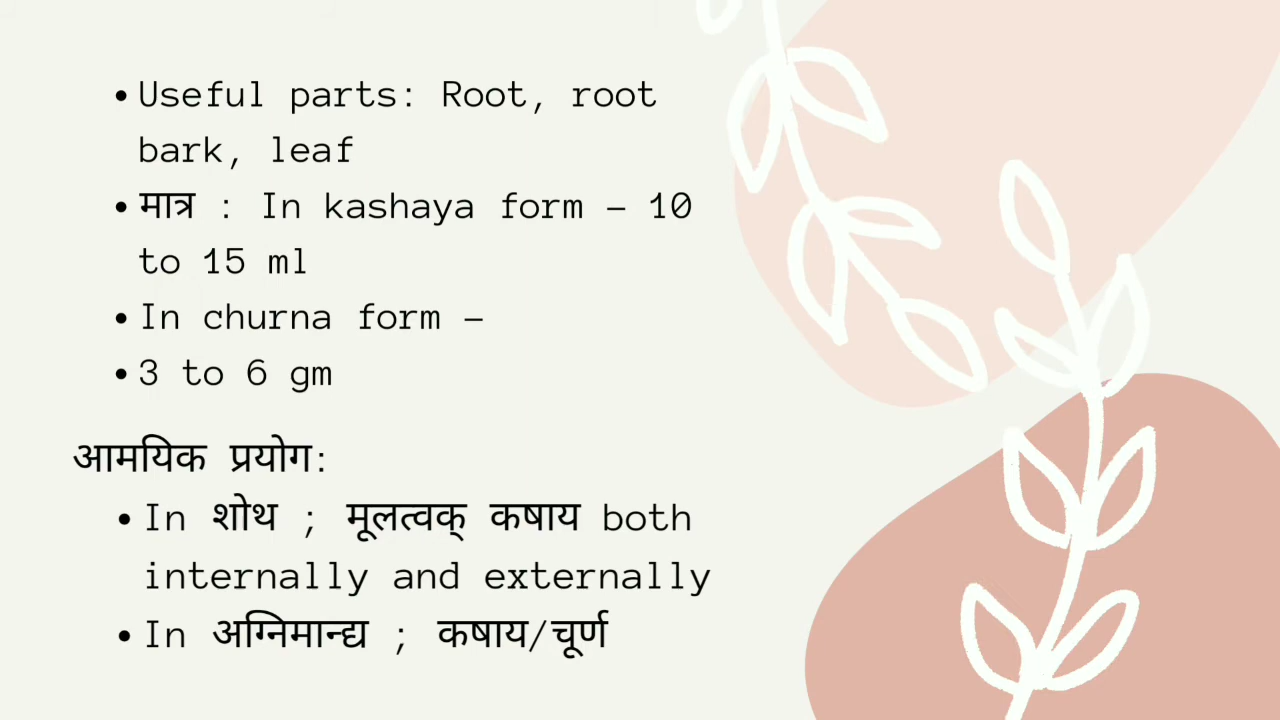 • Useful parts: Root, root
bark, leaf
• मात्र : In kashaya form – 10
to 15 ml
• In churna form –
• 3 to 6 gm
आमयिक प्रयोग:
• In शोथ ; मूलत्वक् कषाय both
internally and externally
• In अग्निमान्द्य ; कषाय/चूर्ण